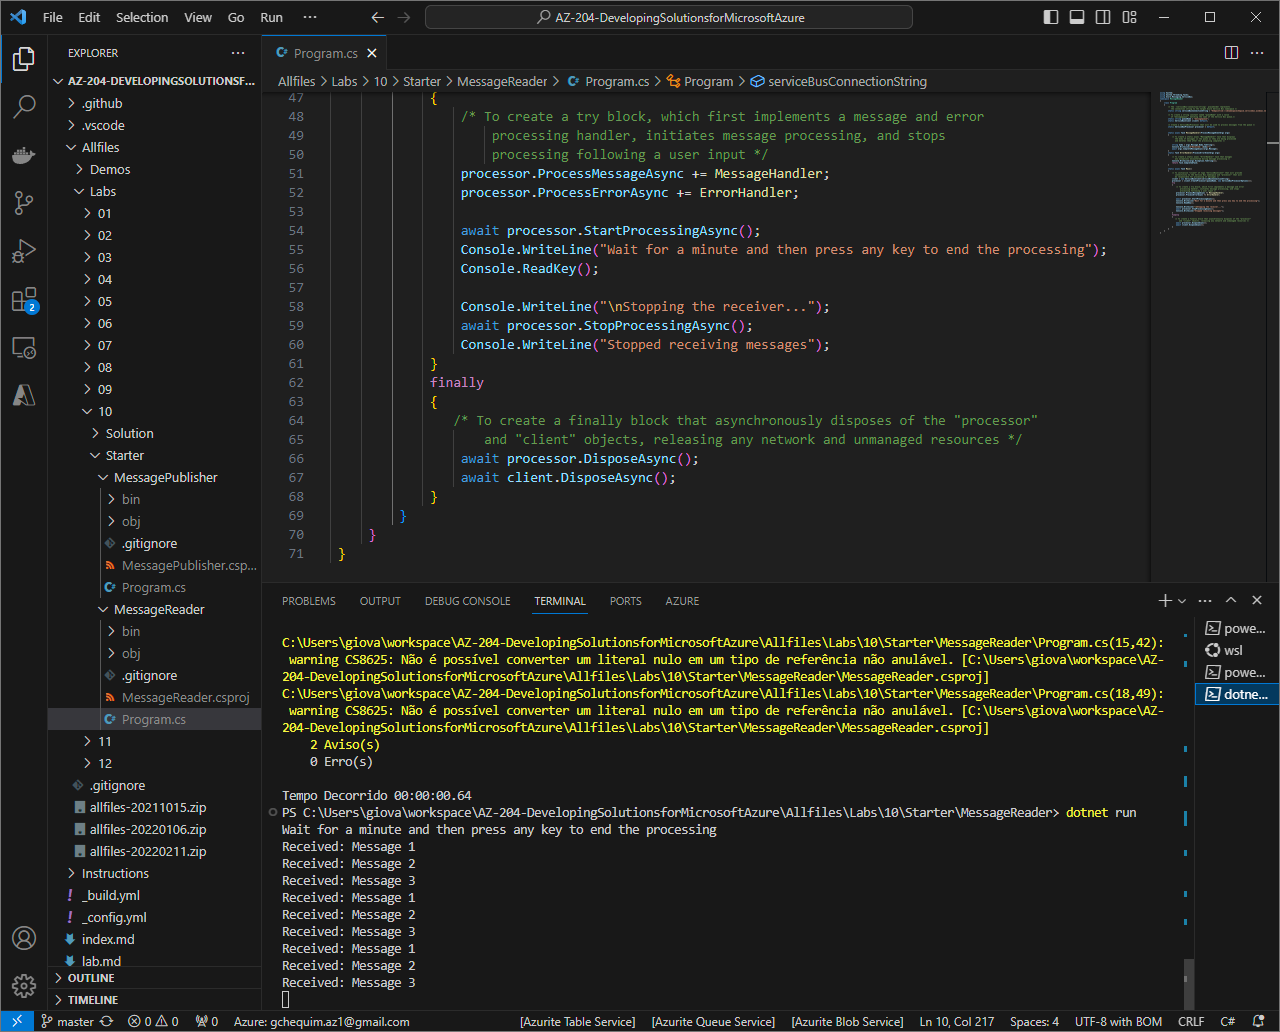 File Edit Selection View Go Run ···
AZ-204-DevelopingSolutionsforMicrosoftAzure
EXPLORER
AZ-204-DEVELOPINGSOLUTIONSF...
.github
.vscode
Allfiles
Demos
Labs
01
02
03
04
05
06
07
08
09
10
Solution
Starter
MessagePublisher
bin
obj
.gitignore
MessagePublisher.csp...
Program.cs
MessageReader
bin
obj
.gitignore
MessageReader.csproj
Program.cs
11
12
.gitignore
allfiles-20211015.zip
allfiles-20220106.zip
allfiles-20220211.zip
Instructions
_build.yml
_config.yml
index.md
lab.md
OUTLINE
TIMELINE
2
Program.cs
Allfiles > Labs > 10 > Starter > MessageReader > Program.cs > Program > serviceBusConnectionString
47 {
48 /* To create a try block, which first implements a message and error
49 processing handler, initiates message processing, and stops
50 processing following a user input */
51 processor.ProcessMessageAsync += MessageHandler;
52 processor.ProcessErrorAsync += ErrorHandler;
53
54 await processor.StartProcessingAsync();
55 Console.WriteLine("Wait for a minute and then press any key to end the processing");
56 Console.ReadKey();
57
58 Console.WriteLine("\nStopping the receiver...");
59 await processor.StopProcessingAsync();
60 Console.WriteLine("Stopped receiving messages");
61 }
62 finally
63 {
64 /* To create a finally block that asynchronously disposes of the "processor"
65 and "client" objects, releasing any network and unmanaged resources */
66 await processor.DisposeAsync();
67 await client.DisposeAsync();
68 }
69 }
70 }
71 }
PROBLEMS OUTPUT DEBUG CONSOLE TERMINAL PORTS AZURE
C:\Users\giova\workspace\AZ-204-DevelopingSolutionsforMicrosoftAzure\Allfiles\Labs\10\Starter\MessageReader\Program.cs(15,42):
warning CS8625: Não é possível converter um literal nulo em um tipo de referência não anulável. [C:\Users\giova\workspace\AZ-
204-DevelopingSolutionsforMicrosoftAzure\Allfiles\Labs\10\Starter\MessageReader\MessageReader.csproj]
C:\Users\giova\workspace\AZ-204-DevelopingSolutionsforMicrosoftAzure\Allfiles\Labs\10\Starter\MessageReader\Program.cs(18,49):
warning CS8625: Não é possível converter um literal nulo em um tipo de referência não anulável. [C:\Users\giova\workspace\AZ-
204-DevelopingSolutionsforMicrosoftAzure\Allfiles\Labs\10\Starter\MessageReader\MessageReader.csproj]
2 Aviso(s)
0 Erro(s)
Tempo Decorrido 00:00:00.64
PS C:\Users\giova\workspace\AZ-204-DevelopingSolutionsforMicrosoftAzure\Allfiles\Labs\10\Starter\MessageReader> dotnet run
Wait for a minute and then press any key to end the processing
Received: Message 1
Received: Message 2
Received: Message 3
Received: Message 1
Received: Message 2
Received: Message 3
Received: Message 1
Received: Message 2
Received: Message 3
powe...
wsl
powe...
dotne...
master 0 0 0 Azure: gchequim.az1@gmail.com [Azurite Table Service] [Azurite Queue Service] [Azurite Blob Service] Ln 10, Col 217 Spaces: 4 UTF-8 with BOM CRLF C#